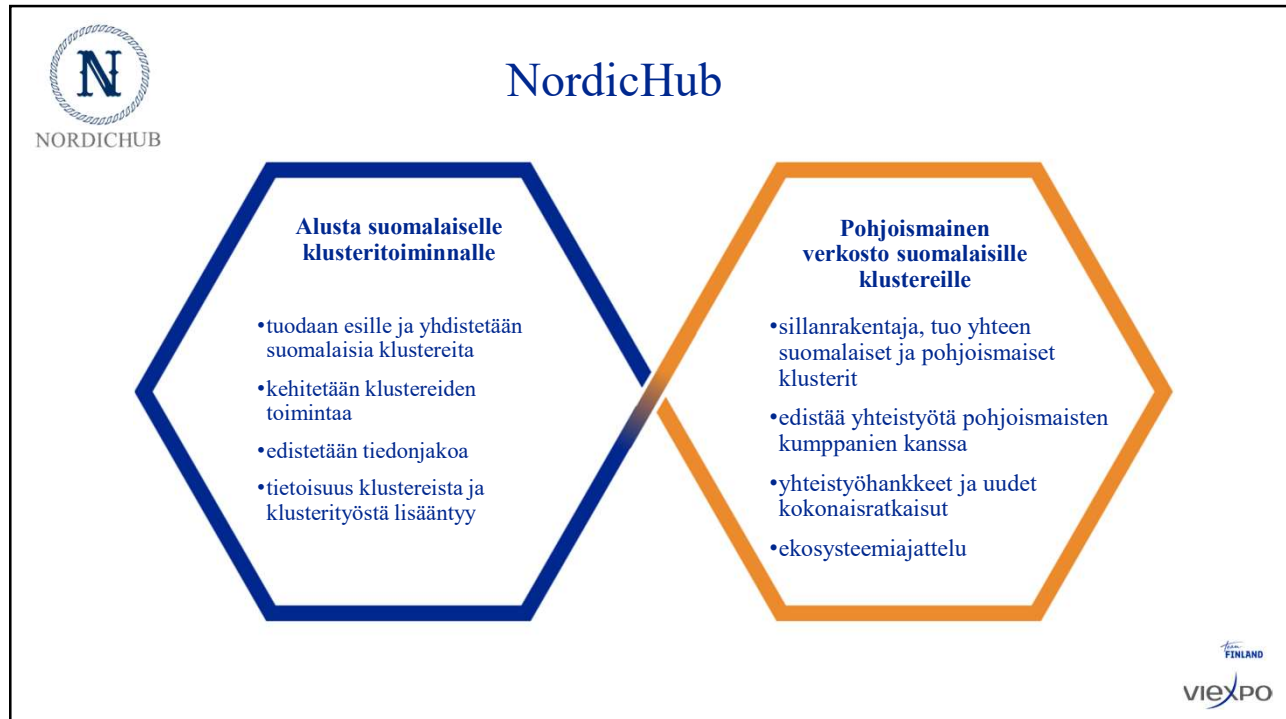 N
NORDICHUB
NordicHub
Alusta suomalaiselle
klusteritoiminnalle
•tuodaan esille ja yhdistetään
suomalaisia klustereita
•kehitetään klustereiden
toimintaa
•edistetään tiedonjakoa
•tietoisuus klustereista ja
klusterityöstä lisääntyy
Pohjoismainen
verkosto suomalaisille
klustereille
•sillanrakentaja, tuo yhteen
suomalaiset ja pohjoismaiset
klusterit
•edistää yhteistyötä pohjoismaisten
kumppanien kanssa
•yhteistyöhankkeet ja uudet
kokonaisratkaisut
•ekosysteemiajattelu
team
FINLAND
VIEXPO